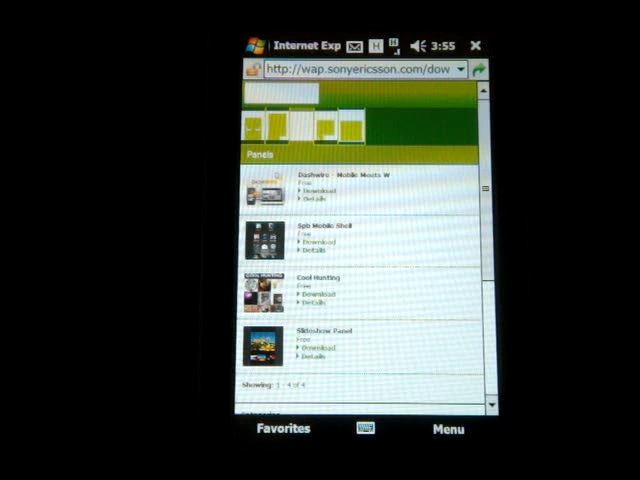 Internet Exp H H 3:55
http://wap.sonyericsson.com/dow
Panels
Dashwire - Mobile Meets W
Free
Download
Details
Spb Mobile Shell
Free
Download
Details
COOL HUNTING
Cool Hunting
Free
Download
Details
Slideshow Panel
Free
Download
Details
Showing: 1 - 4 of 4
Favorites
Menu